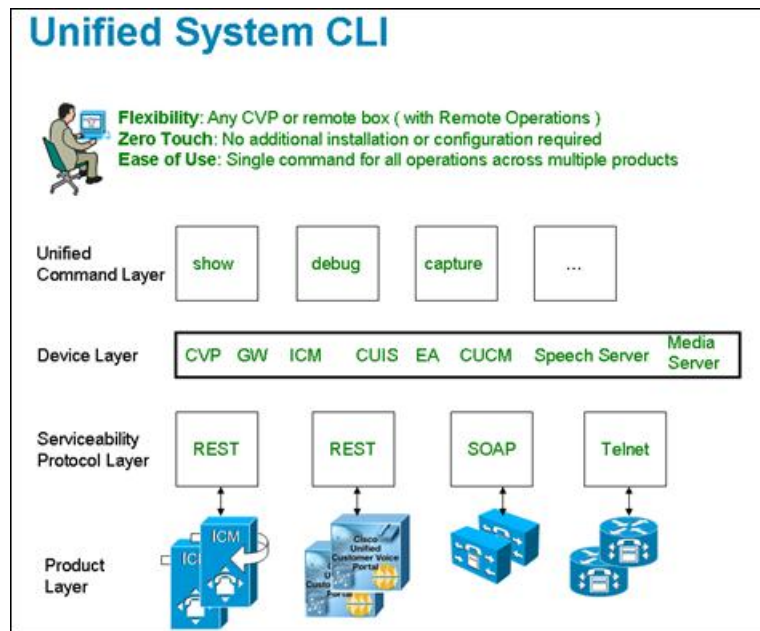 Unified System CLI
Flexibility: Any CVP or remote box ( with Remote Operations )
Zero Touch: No additional installation or configuration required
Ease of Use: Single command for all operations across multiple products
Unified
Command Layer
show
debug
capture
...
Device Layer
CVP GW ICM CUIS EA CUCM Speech Server Media
Server
Serviceability
Protocol Layer
REST
REST
SOAP
Telnet
Product
Layer
ICM
ICM
Cisco
Unified
Customer Voice
Portal